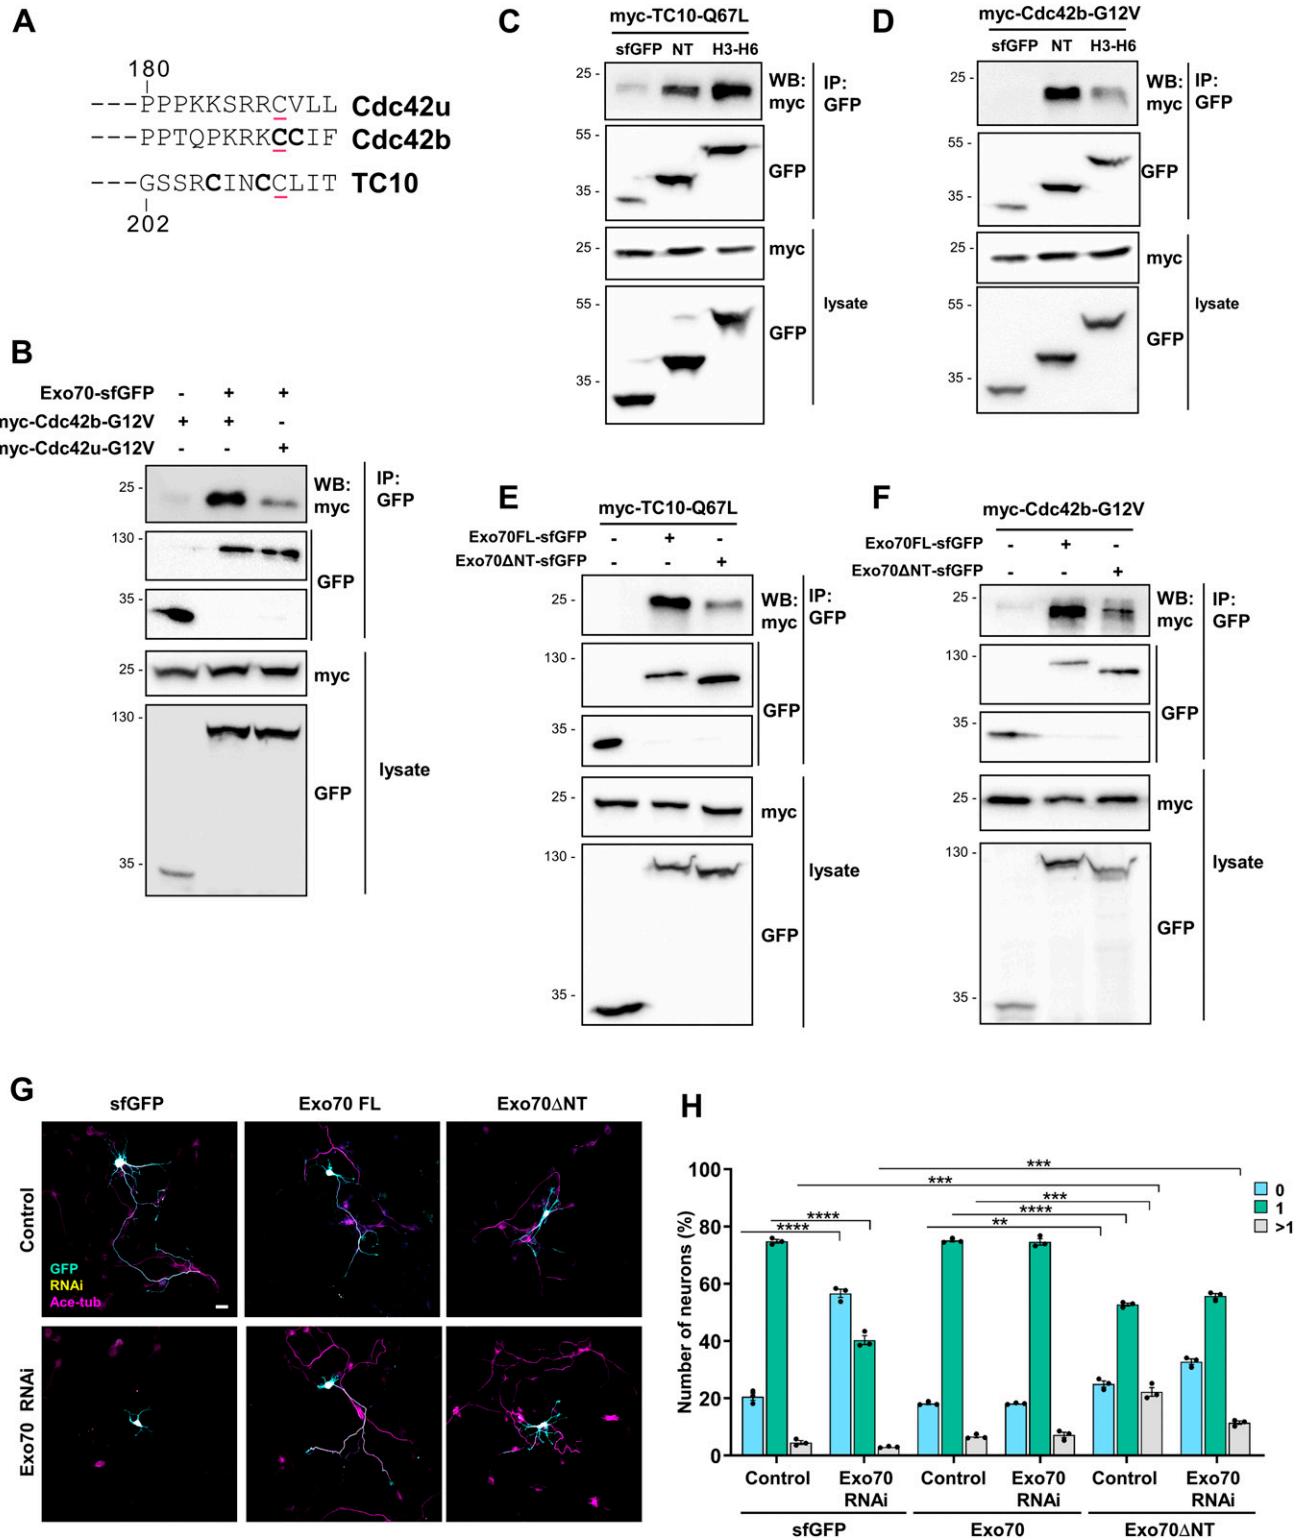 A
180
---PPPKKSRRCVLL Cdc42u
---PPTQPKRKCCIF Cdc42b
---GSSRCINCCLIT TC10
202
B
Exo70-sfGFP - + +
myc-Cdc42b-G12V + + -
myc-Cdc42u-G12V - - +
25 -
WB: myc
IP: GFP
130 -
35 -
GFP
25 -
myc
130 -
35 -
GFP
lysate
C
myc-TC10-Q67L
sfGFP NT H3-H6
25 -
WB: myc
IP: GFP
55 -
35 -
GFP
25 -
myc
55 -
35 -
GFP
lysate
D
myc-Cdc42b-G12V
sfGFP NT H3-H6
25 -
WB: myc
IP: GFP
55 -
35 -
GFP
25 -
myc
55 -
35 -
GFP
lysate
E
myc-TC10-Q67L
Exo70FL-sfGFP - + -
Exo70ΔNT-sfGFP - - +
25 -
WB: myc
IP: GFP
130 -
35 -
GFP
25 -
myc
130 -
35 -
GFP
lysate
F
myc-Cdc42b-G12V
Exo70FL-sfGFP - + -
Exo70ΔNT-sfGFP - - +
25 -
WB: myc
IP: GFP
130 -
35 -
GFP
25 -
myc
130 -
35 -
GFP
lysate
G
sfGFP Exo70 FL Exo70ΔNT
Control
GFP
RNAi
Ace-tub
Exo70 RNAi
H
Number of neurons (%)
100
80
60
40
20
0
**** **** ** **** *** *** ***
0
1
>1
Control Exo70 RNAi Control Exo70 RNAi Control Exo70 RNAi
sfGFP Exo70 Exo70ΔNT